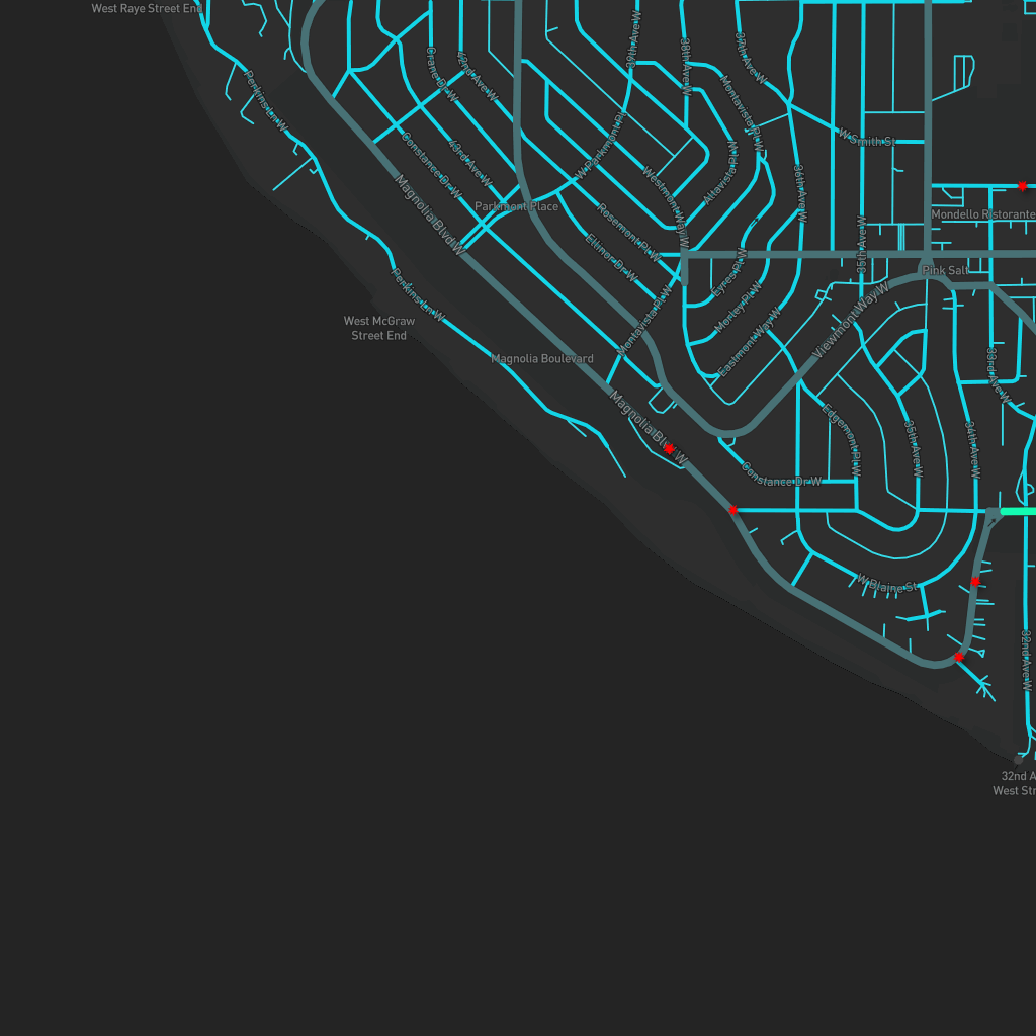 West Raye Street End
39th Ave W
38th Ave W
37th Ave W
Crane Dr W
42nd Ave W
Montavista Pl W
Perkins Ln W
W Parkmont Pl
W Smith St
Constance Dr W
43rd Ave W
Westmont Way W
Altavista Pl W
36th Ave W
Magnolia Blvd W
Parkmont Place
Mondello Ristorante
Rosemont Pl W
Ellinor Dr W
35th Ave W
Eyres Pl W
Pink Salt
Perkins Ln W
Morley Pl W
Viewmont Way W
West McGraw
Street End
Montavista Pl W
Eastmont Way W
Magnolia Boulevard
33rd Ave W
Magnolia Blvd W
Edgemont Pl W
35th Ave W
34th Ave W
Constance Dr W
W Blaine St
32nd Ave W
32nd A
West Str